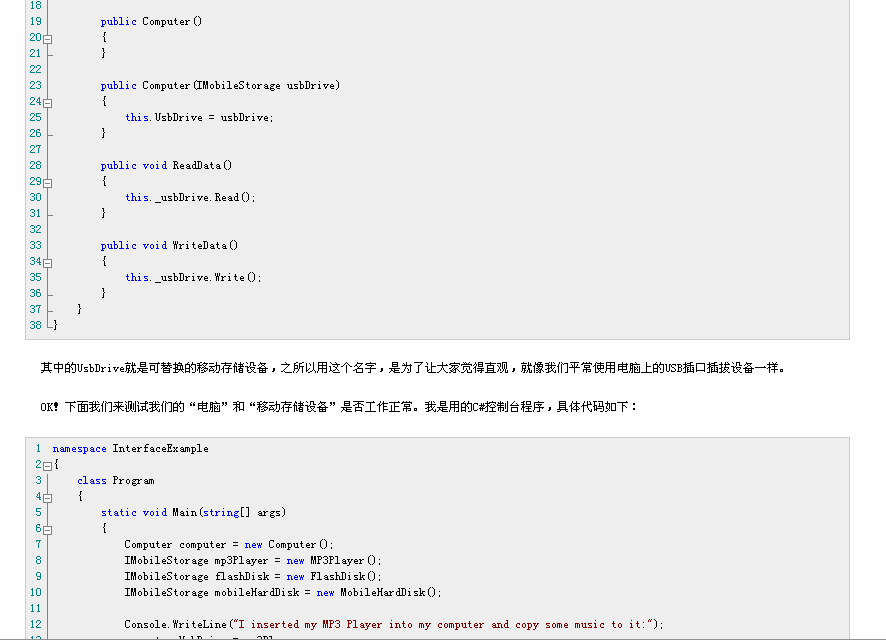 18
19 public Computer()
20 {
21 }
22
23 public Computer(IMobileStorage usbDrive)
24 {
25 this.UsbDrive = usbDrive;
26 }
27
28 public void ReadData()
29 {
30 this._usbDrive.Read();
31 }
32
33 public void WriteData()
34 {
35 this._usbDrive.Write();
36 }
37 }
38 }
其中的UsbDrive就是可替换的移动存储设备，之所以用这个名字，是为了让大家觉得直观，就像我们平常使用电脑上的USB插口插拔设备一样。
OK！下面我们来测试我们的“电脑”和“移动存储设备”是否工作正常。我是用的C#控制台程序，具体代码如下：
1 namespace InterfaceExample
2 {
3 class Program
4 {
5 static void Main(string[] args)
6 {
7 Computer computer = new Computer();
8 IMobileStorage mp3Player = new MP3Player();
9 IMobileStorage flashDisk = new FlashDisk();
10 IMobileStorage mobileHardDisk = new MobileHardDisk();
11
12 Console.WriteLine("I inserted my MP3 Player into my computer and copy some music to it:");